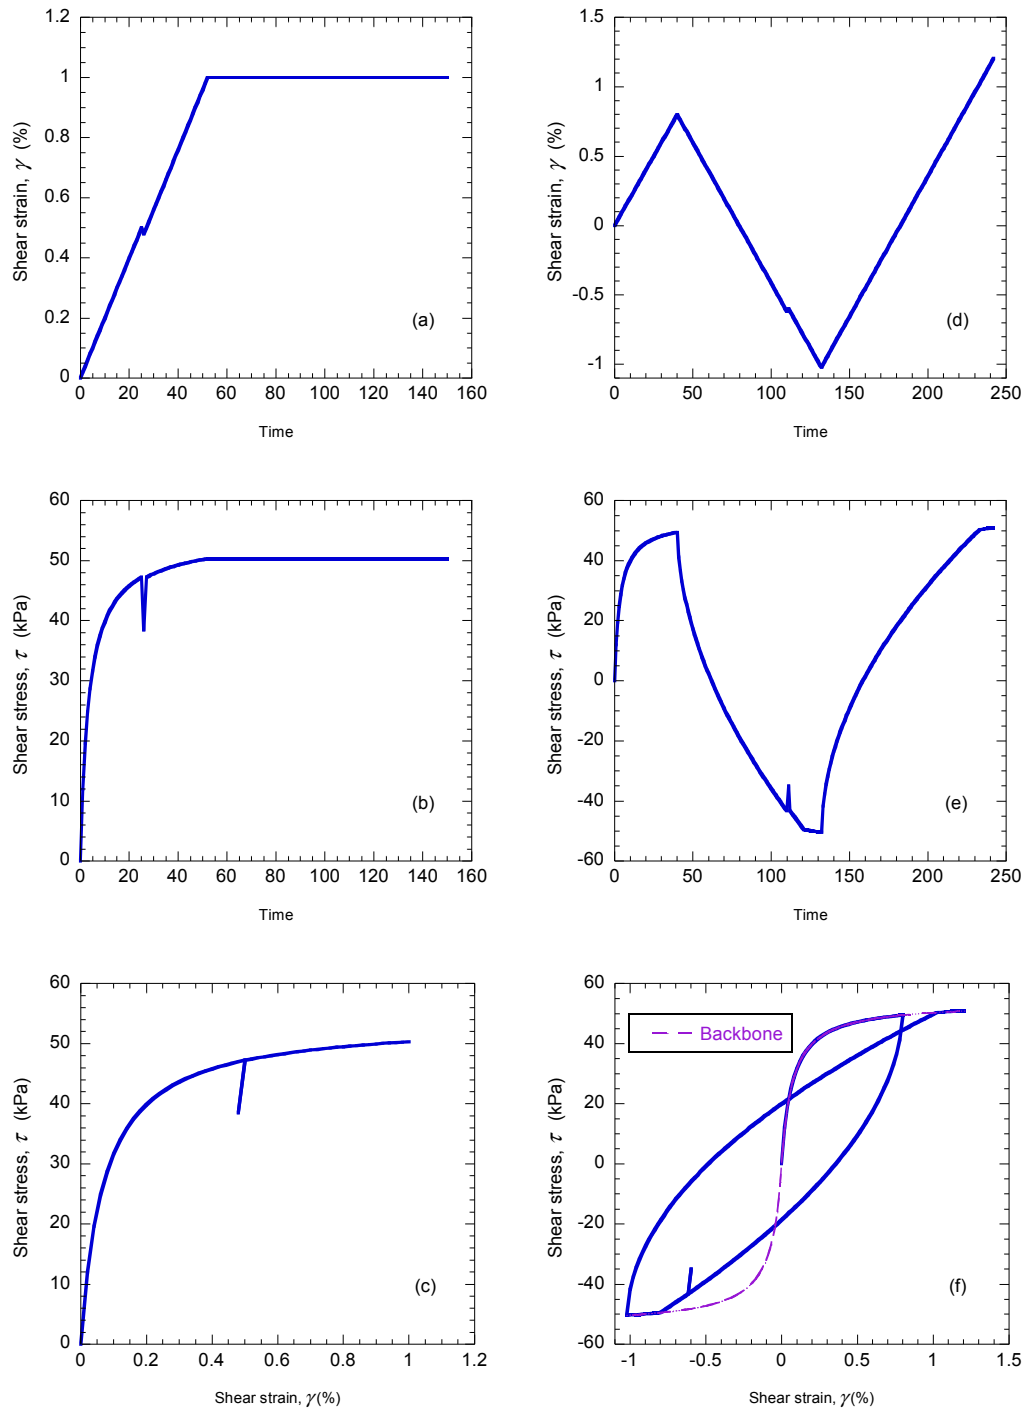 1.2
1
0.8
0.6
0.4
0.2
0
0 20 40 60 80 100 120 140 160
Shear strain, γ (%)
Time
(a)
1.5
1
0.5
0
-0.5
-1
0 50 100 150 200 250
Shear strain, γ (%)
Time
(d)
60
50
40
30
20
10
0
0 20 40 60 80 100 120 140 160
Shear stress, τ (kPa)
Time
(b)
60
40
20
0
-20
-40
-60
0 50 100 150 200 250
Shear stress, τ (kPa)
Time
(e)
60
50
40
30
20
10
0
0 0.2 0.4 0.6 0.8 1 1.2
Shear stress, τ (kPa)
Shear strain, γ(%)
(c)
60
40
20
0
-20
-40
-60
-1 -0.5 0 0.5 1 1.5
Shear stress, τ (kPa)
Shear strain, γ(%)
Backbone
(f)